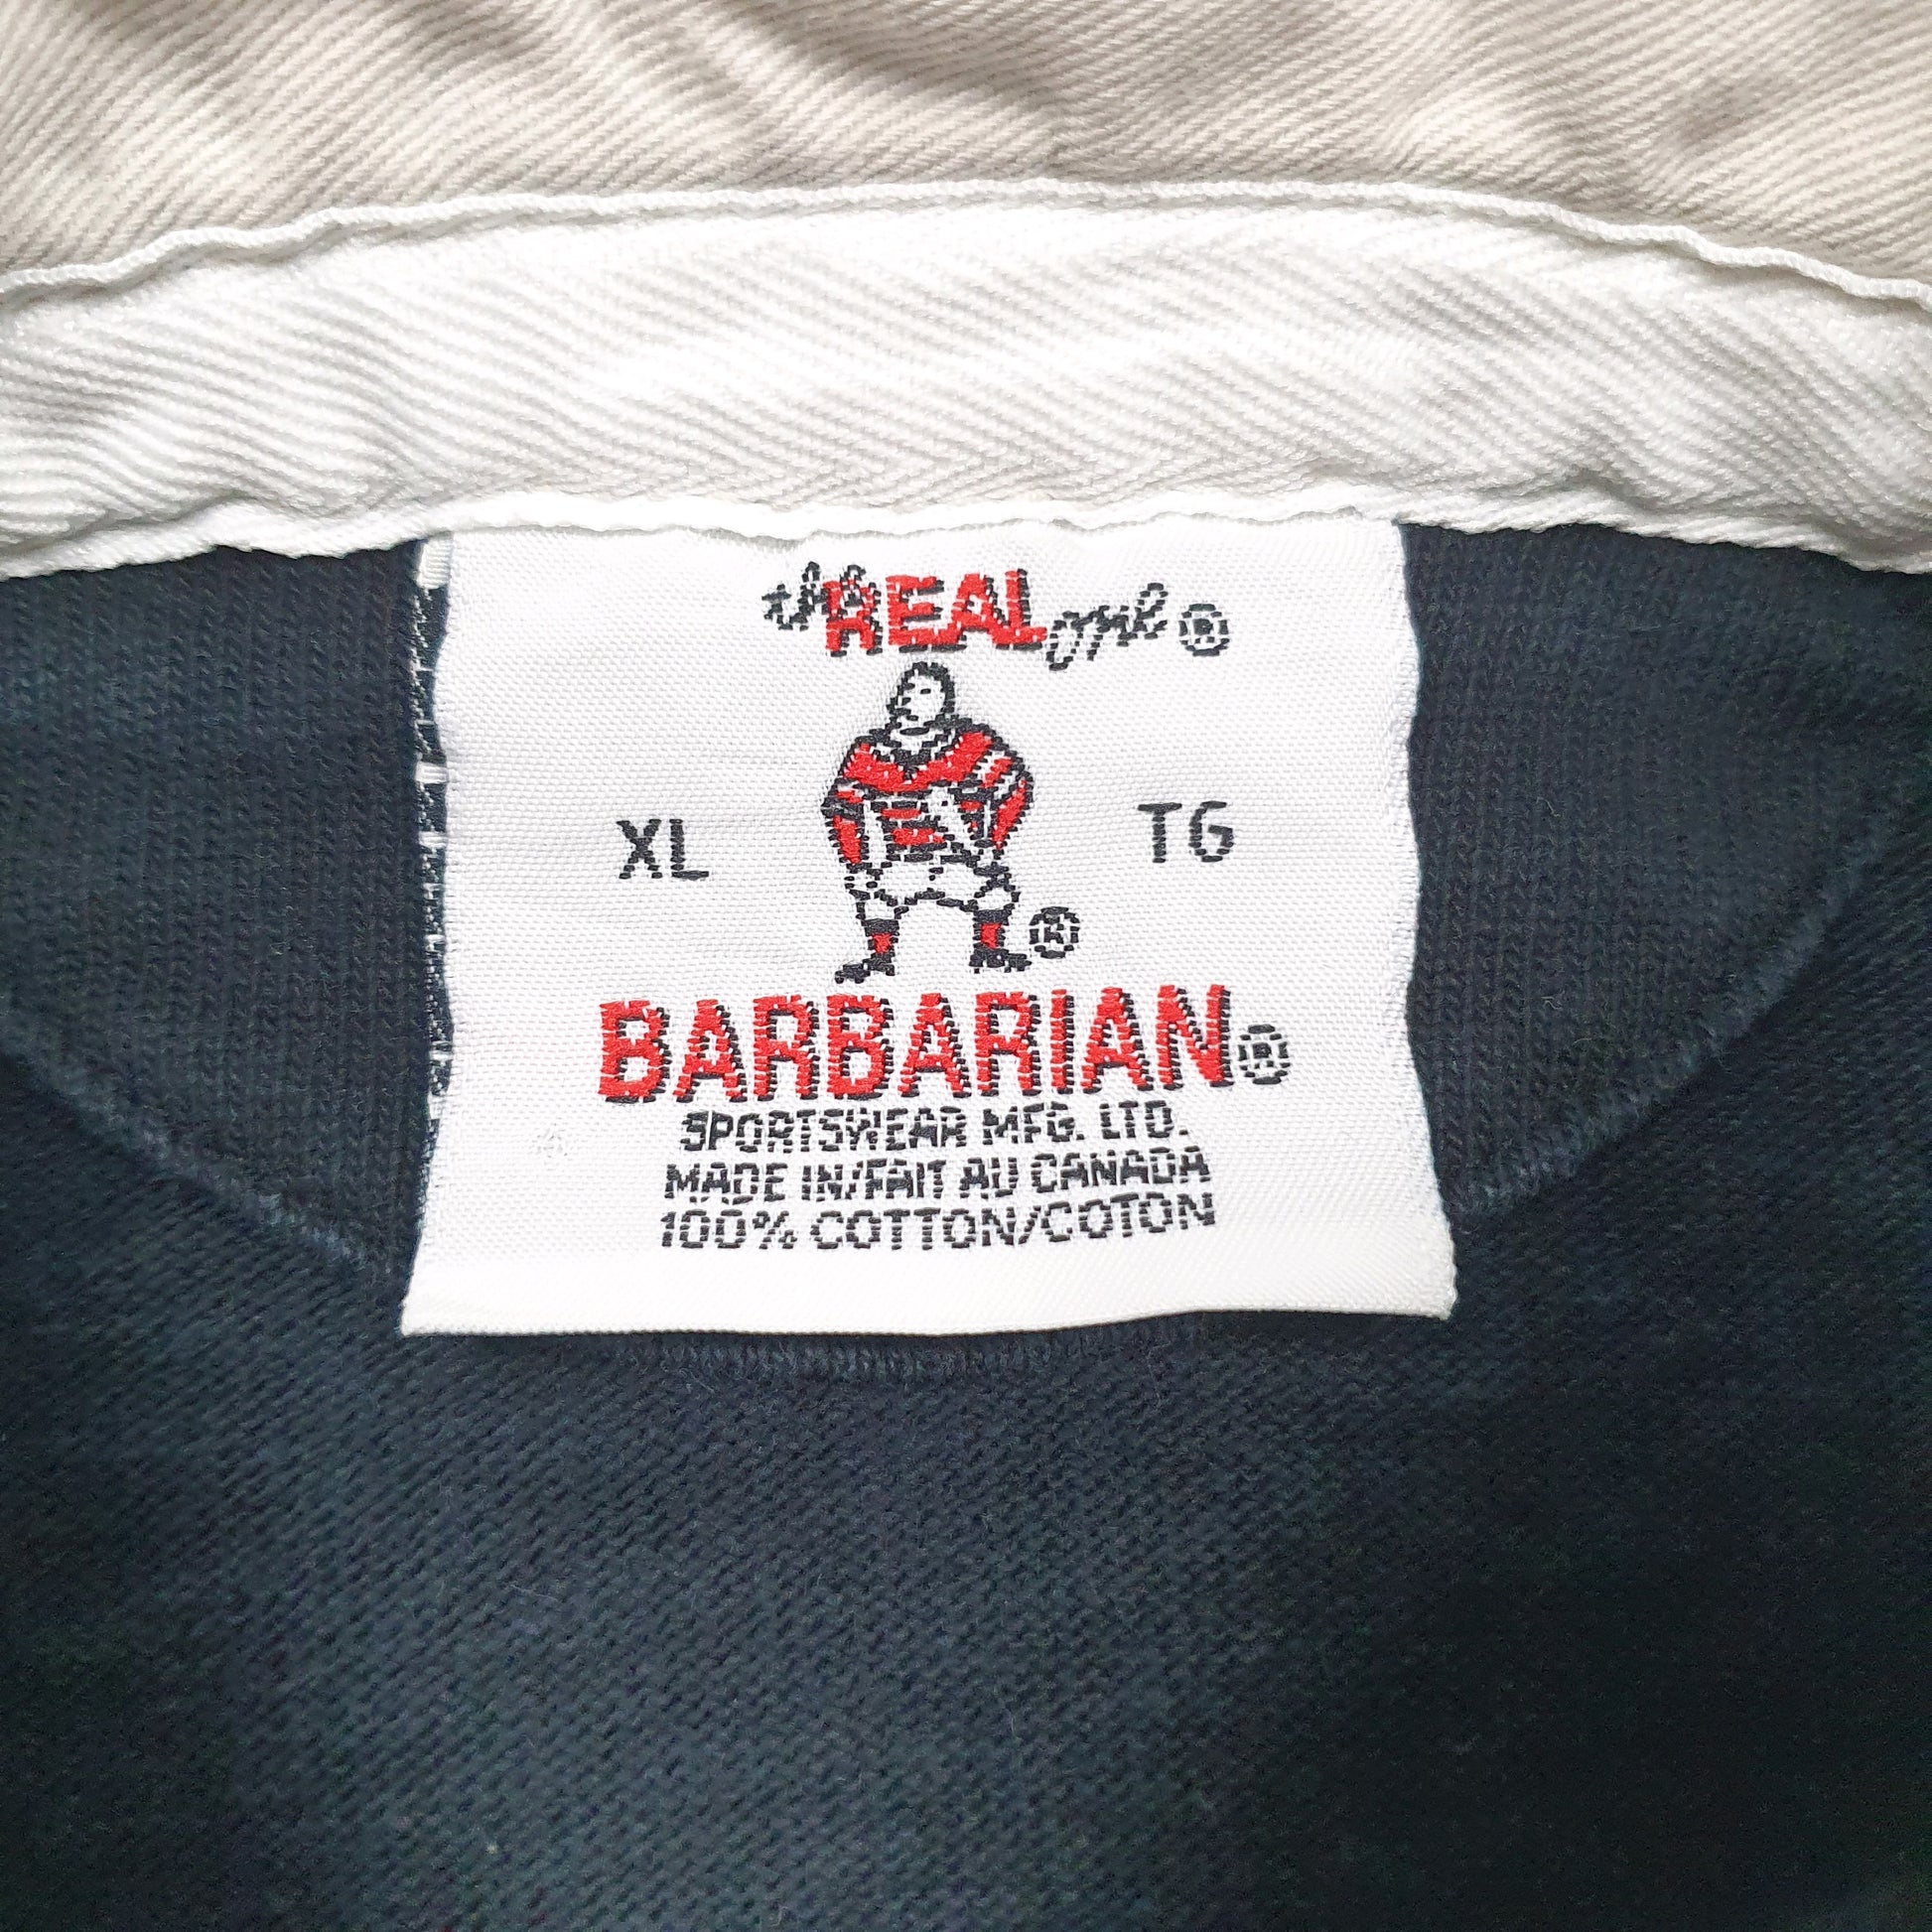 the REAL one ®
XL TG
®
BARBARIAN®
SPORTSWEAR MFG. LTD.
MADE IN/FAIT AU CANADA
100% COTTON/COTON